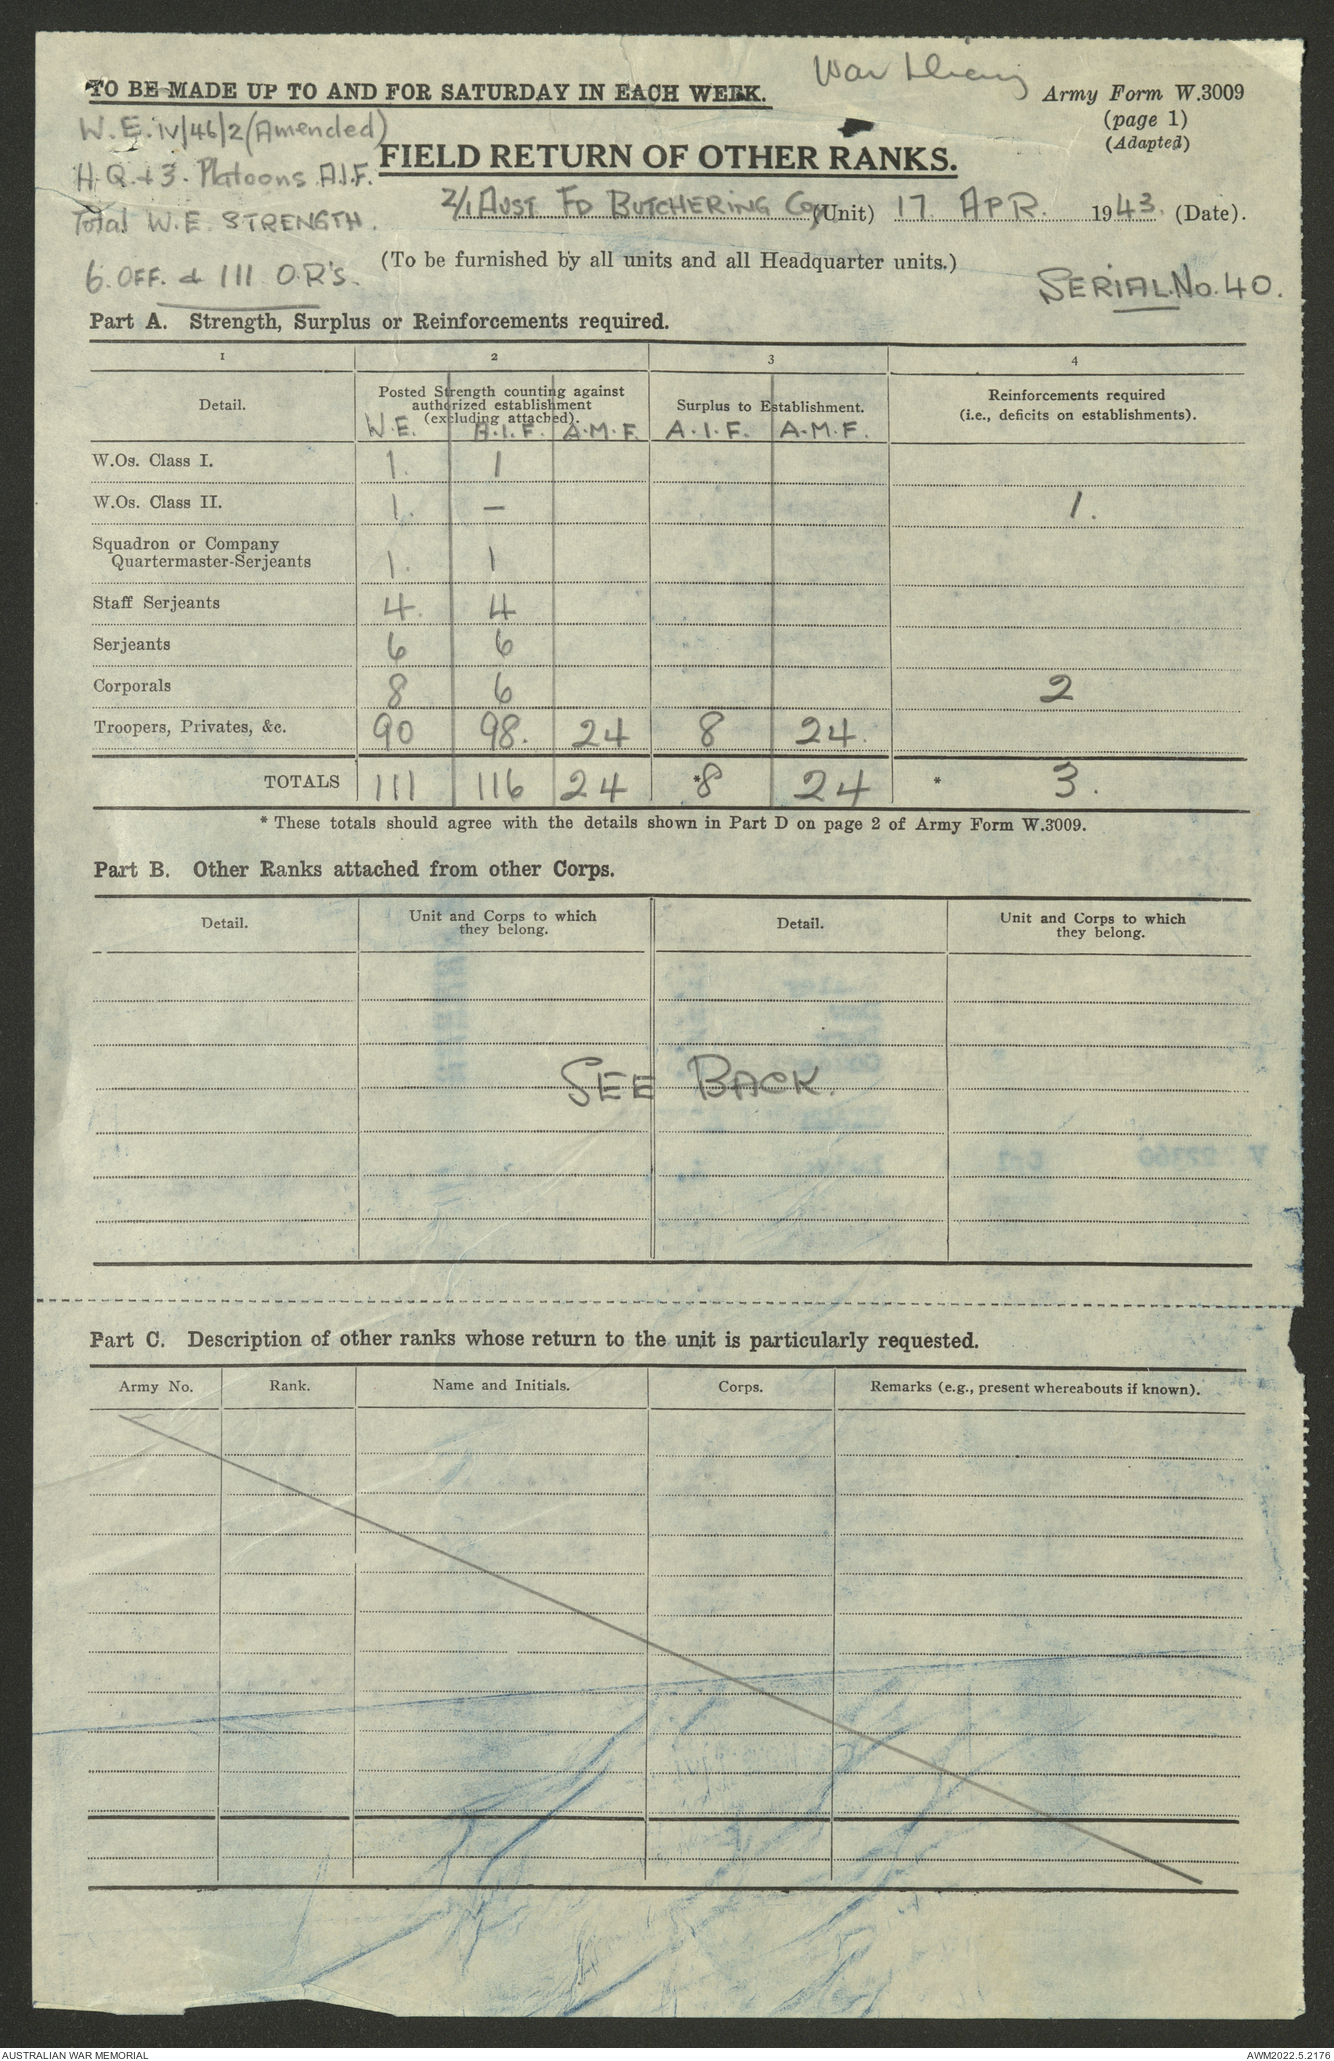 War Diary
TO BE MADE UP TO AND FOR SATURDAY IN EACH WEEK.
Army Form W.3009
(page 1)
(Adapted)
W.E. IV/46/2 (Amended)
H.Q. & 3. Platoons A.I.F.
Total W.E. STRENGTH.
6. OFF. & 111 O.R's.
FIELD RETURN OF OTHER RANKS.
2/1 AUST FD BUTCHERING Coy (Unit) 17 APR. 1943. (Date).
(To be furnished by all units and all Headquarter units.)
SERIAL No. 40.
Part A. Strength, Surplus or Reinforcements required.
1 2 3 4
Detail.
Posted Strength counting against
authorized establishment
(excluding attached).
Surplus to Establishment.
Reinforcements required
(i.e., deficits on establishments).
W.E. A.I.F. A.M.F. A.I.F. A.M.F.
W.Os. Class I. 1. 1
W.Os. Class II. 1. — 1.
Squadron or Company
Quartermaster-Serjeants 1. 1
Staff Serjeants 4. 4
Serjeants 6 6
Corporals 8 6 2
Troopers, Privates, &c. 90 98. 24 8 24.
TOTALS 111 116 24 *8 24 * 3.
* These totals should agree with the details shown in Part D on page 2 of Army Form W.3009.
Part B. Other Ranks attached from other Corps.
Detail.
Unit and Corps to which
they belong.
Detail.
Unit and Corps to which
they belong.
SEE BACK.
Part C. Description of other ranks whose return to the unit is particularly requested.
Army No. Rank. Name and Initials. Corps. Remarks (e.g., present whereabouts if known).
AUSTRALIAN WAR MEMORIAL
AWM2022.5.2176